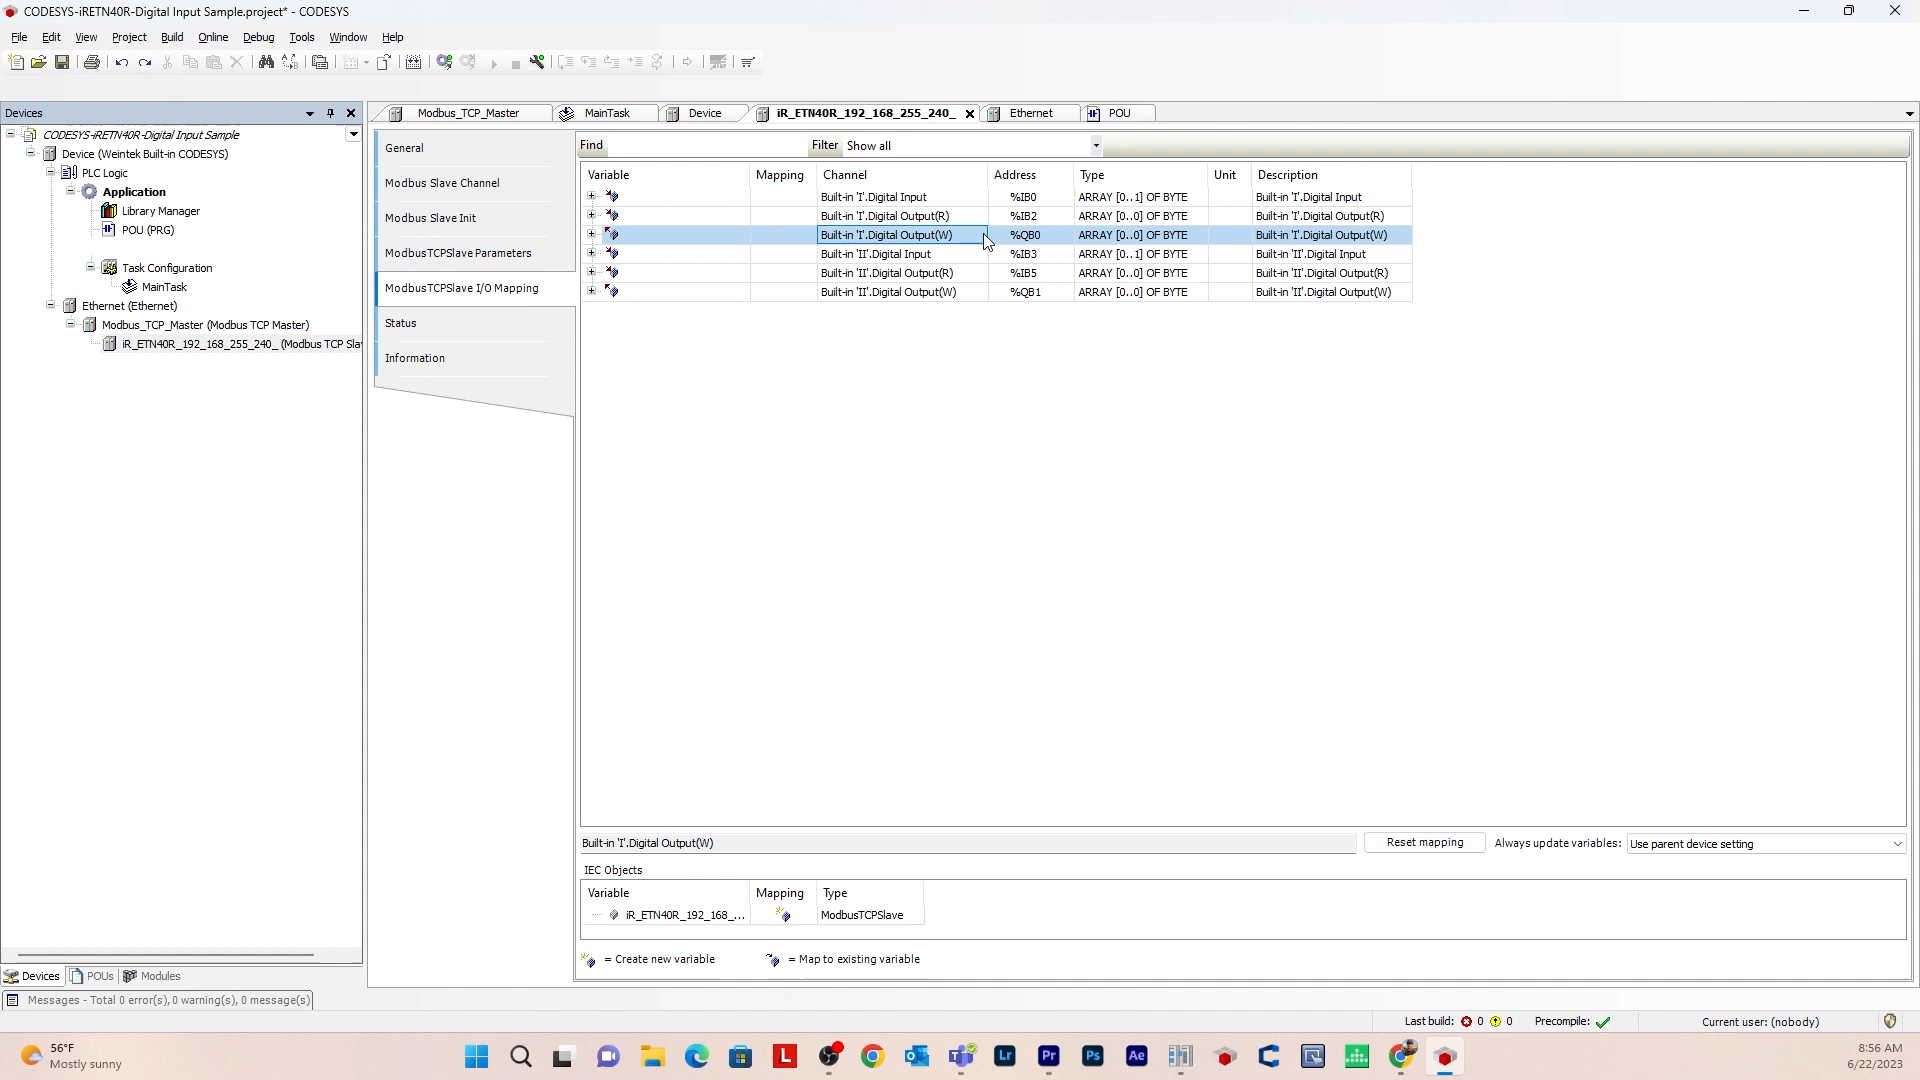 CODESYS-iRETN40R-Digital Input Sample.project* - CODESYS
File Edit View Project Build Online Debug Tools Window Help
Devices
CODESYS-iRETN40R-Digital Input Sample
Device (Weintek Built-in CODESYS)
PLC Logic
Application
Library Manager
POU (PRG)
Task Configuration
MainTask
Ethernet (Ethernet)
Modbus_TCP_Master (Modbus TCP Master)
iR_ETN40R_192_168_255_240_ (Modbus TCP Sla
Devices POUs Modules
Modbus_TCP_Master MainTask Device iR_ETN40R_192_168_255_240_ Ethernet POU
General
Modbus Slave Channel
Modbus Slave Init
ModbusTCPSlave Parameters
ModbusTCPSlave I/O Mapping
Status
Information
Find Filter Show all
Variable Mapping Channel Address Type Unit Description
Built-in 'I'.Digital Input %IB0 ARRAY [0..1] OF BYTE Built-in 'I'.Digital Input
Built-in 'I'.Digital Output(R) %IB2 ARRAY [0..0] OF BYTE Built-in 'I'.Digital Output(R)
Built-in 'I'.Digital Output(W) %QB0 ARRAY [0..0] OF BYTE Built-in 'I'.Digital Output(W)
Built-in 'II'.Digital Input %IB3 ARRAY [0..1] OF BYTE Built-in 'II'.Digital Input
Built-in 'II'.Digital Output(R) %IB5 ARRAY [0..0] OF BYTE Built-in 'II'.Digital Output(R)
Built-in 'II'.Digital Output(W) %QB1 ARRAY [0..0] OF BYTE Built-in 'II'.Digital Output(W)
Built-in 'I'.Digital Output(W) Reset mapping Always update variables: Use parent device setting
IEC Objects
Variable Mapping Type
iR_ETN40R_192_168_... ModbusTCPSlave
= Create new variable = Map to existing variable
Messages - Total 0 error(s), 0 warning(s), 0 message(s)
Last build: 0 0 Precompile: Current user: (nobody)
56°F
Mostly sunny
L Lr Pr Ps Ae
8:56 AM
6/22/2023